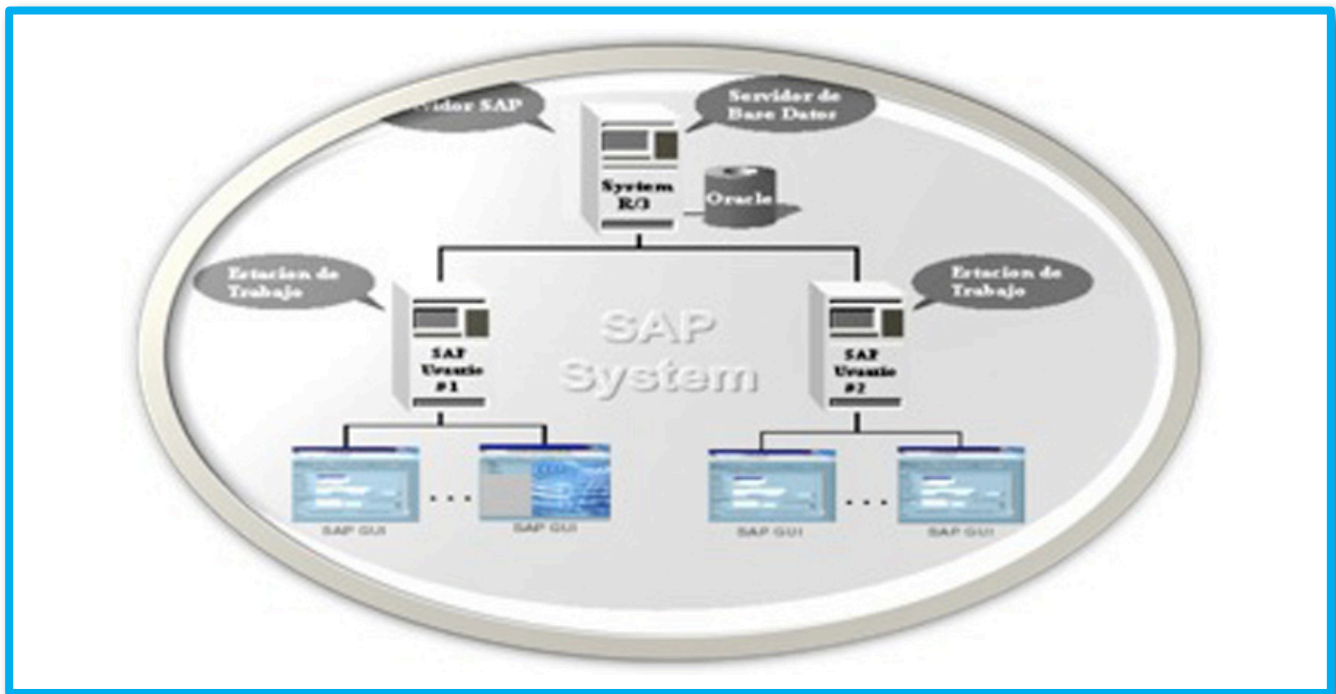 vidor SAP
Servidor de
Base Dator
System
R/3
Oracle
Estacion de
Trabajo
Estacion de
Trabajo
SAP
System
SAP
Usuario
#1
SAP
Usuario
#2
SAP GUI
SAP GUI
SAP GUI
SAP GUI